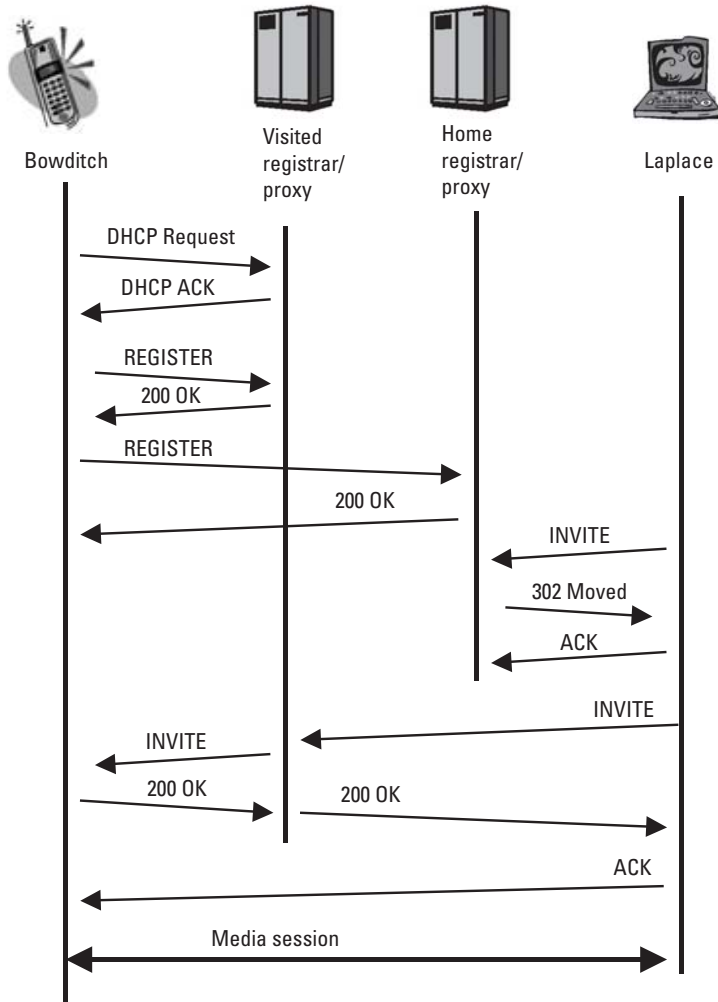 Bowditch
Visited
registrar/
proxy
Home
registrar/
proxy
Laplace
DHCP Request
DHCP ACK
REGISTER
200 OK
REGISTER
200 OK
INVITE
302 Moved
ACK
INVITE
INVITE
200 OK
200 OK
ACK
Media session